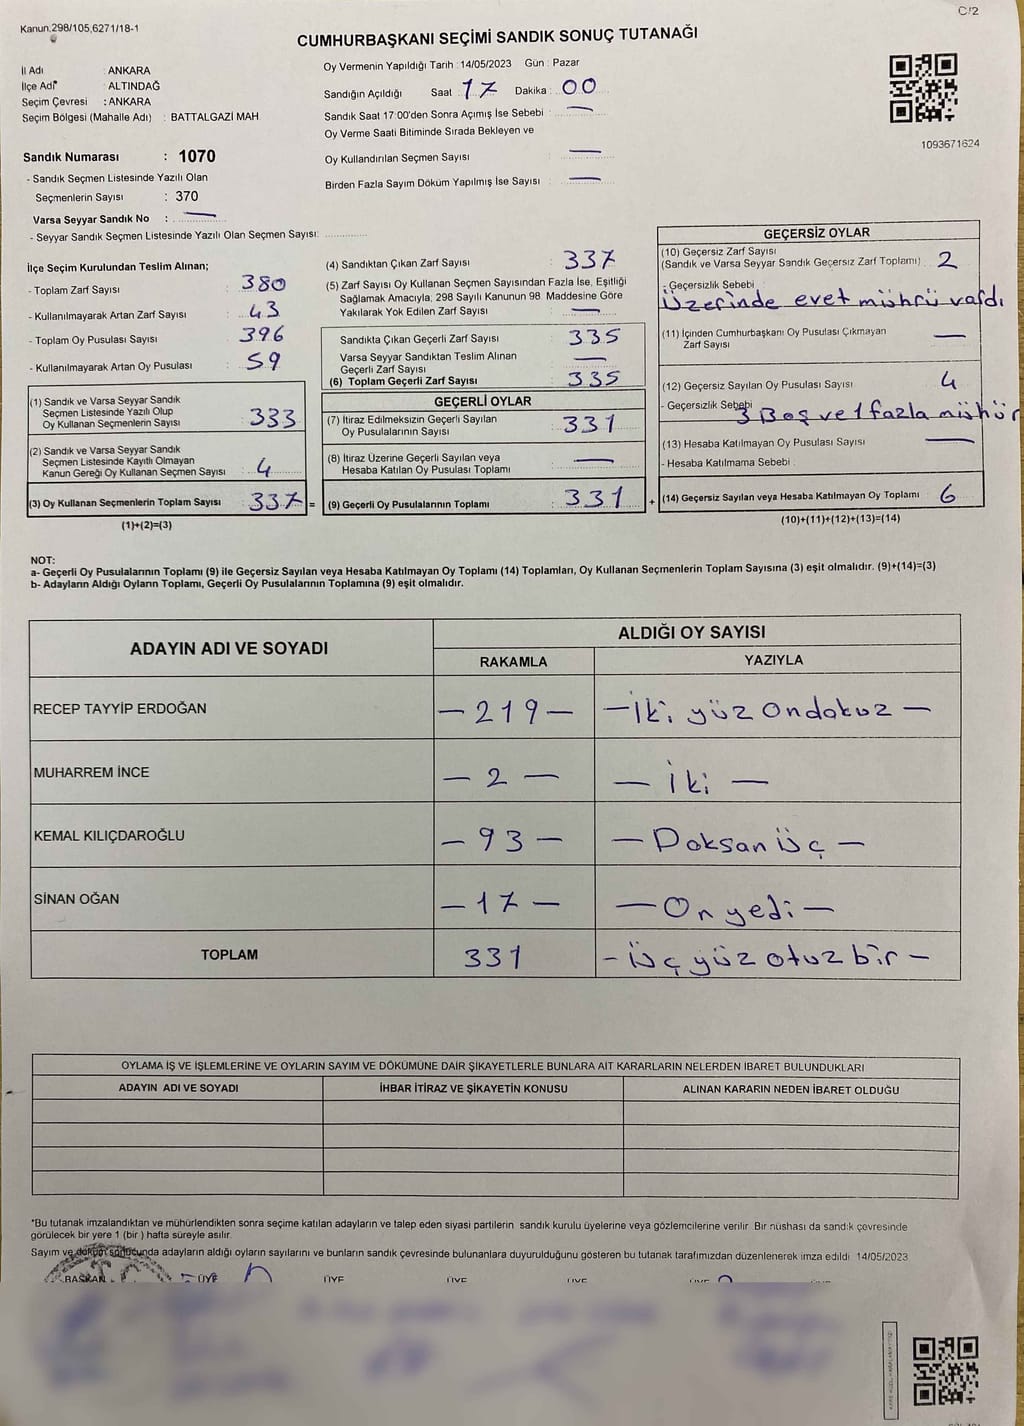 C/2
Kanun 298/105,6271/18-1
CUMHURBAŞKANI SEÇİMİ SANDIK SONUÇ TUTANAĞI
İl Adı : ANKARA
İlçe Adı : ALTINDAĞ
Seçim Çevresi : ANKARA
Seçim Bölgesi (Mahalle Adı) : BATTALGAZİ MAH
Sandık Numarası : 1070
- Sandık Seçmen Listesinde Yazılı Olan
Seçmenlerin Sayısı : 370
Varsa Seyyar Sandık No : —
- Seyyar Sandık Seçmen Listesinde Yazılı Olan Seçmen Sayısı:
Oy Vermenin Yapıldığı Tarih : 14/05/2023 Gün : Pazar
Sandığın Açıldığı Saat : 17 Dakika : 00
Sandık Saat 17:00'den Sonra Açımış İse Sebebi : —
Oy Verme Saati Bitiminde Sırada Bekleyen ve
Oy Kullandırılan Seçmen Sayısı : —
Birden Fazla Sayım Döküm Yapılmış İse Sayısı : —
1093671624
İlçe Seçim Kurulundan Teslim Alınan;
- Toplam Zarf Sayısı : 380
- Kullanılmayarak Artan Zarf Sayısı : 43
- Toplam Oy Pusulası Sayısı : 396
- Kullanılmayarak Artan Oy Pusulası : 59
(1) Sandık ve Varsa Seyyar Sandık
Seçmen Listesinde Yazılı Olup
Oy Kullanan Seçmenlerin Sayısı : 333
(2) Sandık ve Varsa Seyyar Sandık
Seçmen Listesinde Kayıtlı Olmayan
Kanun Gereği Oy Kullanan Seçmen Sayısı : 4
(3) Oy Kullanan Seçmenlerin Toplam Sayısı : 337 =
(1)+(2)=(3)
(4) Sandıktan Çıkan Zarf Sayısı : 337
(5) Zarf Sayısı Oy Kullanan Seçmen Sayısından Fazla İse, Eşitliği
Sağlamak Amacıyla, 298 Sayılı Kanunun 98. Maddesine Göre
Yakılarak Yok Edilen Zarf Sayısı : —
Sandıkta Çıkan Geçerli Zarf Sayısı : 335
Varsa Seyyar Sandıktan Teslim Alınan
Geçerli Zarf Sayısı : —
(6) Toplam Geçerli Zarf Sayısı : 335
GEÇERLİ OYLAR
(7) İtiraz Edilmeksizin Geçerli Sayılan
Oy Pusulalarının Sayısı : 331
(8) İtiraz Üzerine Geçerli Sayılan veya
Hesaba Katılan Oy Pusulası Toplamı : —
(9) Geçerli Oy Pusulalarının Toplamı : 331 +
GEÇERSİZ OYLAR
(10) Geçersiz Zarf Sayısı
(Sandık ve Varsa Seyyar Sandık Geçersiz Zarf Toplamı) : 2
- Geçersizlik Sebebi :
Üzerinde evet mührü vardı
(11) İçinden Cumhurbaşkanı Oy Pusulası Çıkmayan
Zarf Sayısı : —
(12) Geçersiz Sayılan Oy Pusulası Sayısı : 4
- Geçersizlik Sebebi
3 Boş ve 1 fazla mühür
(13) Hesaba Katılmayan Oy Pusulası Sayısı : —
- Hesaba Katılmama Sebebi :
(14) Geçersiz Sayılan veya Hesaba Katılmayan Oy Toplamı : 6
(10)+(11)+(12)+(13)=(14)
NOT:
a- Geçerli Oy Pusulalarının Toplamı (9) ile Geçersiz Sayılan veya Hesaba Katılmayan Oy Toplamı (14) Toplamları, Oy Kullanan Seçmenlerin Toplam Sayısına (3) eşit olmalıdır. (9)+(14)=(3)
b- Adayların Aldığı Oyların Toplamı, Geçerli Oy Pusulalarının Toplamına (9) eşit olmalıdır.
ADAYIN ADI VE SOYADI ALDIĞI OY SAYISI
RAKAMLA YAZIYLA
RECEP TAYYİP ERDOĞAN — 219 — — İki yüz ondokuz —
MUHARREM İNCE — 2 — — İki —
KEMAL KILIÇDAROĞLU — 93 — — Doksan üç —
SİNAN OĞAN — 17 — — On yedi —
TOPLAM 331 - üç yüz otuz bir -
OYLAMA İŞ VE İŞLEMLERİNE VE OYLARIN SAYIM VE DÖKÜMÜNE DAİR ŞİKAYETLERLE BUNLARA AİT KARARLARIN NELERDEN İBARET BULUNDUKLARI
ADAYIN ADI VE SOYADI İHBAR İTİRAZ VE ŞİKAYETİN KONUSU ALINAN KARARIN NEDEN İBARET OLDUĞU
*Bu tutanak imzalandıktan ve mühürlendikten sonra seçime katılan adayların ve talep eden siyasi partilerin sandık kurulu üyelerine veya gözlemcilerine verilir. Bir nüshası da sandık çevresinde
görülecek bir yere 1 (bir ) hafta süreyle asılır.
Sayım ve döküm sonucunda adayların aldığı oyların sayılarını ve bunların sandık çevresinde bulunanlara duyurulduğunu gösteren bu tutanak tarafımızdan düzenlenerek imza edildi. 14/05/2023
BAŞKAN ÜYE ÜYE ÜYE ÜYE ÜYE ÜYE